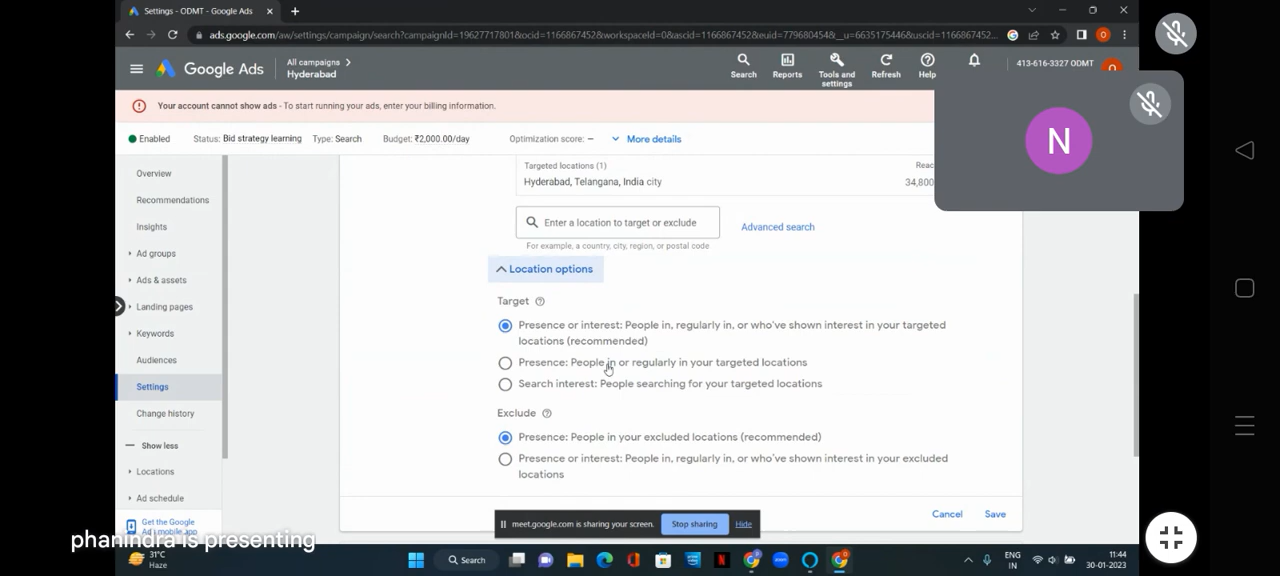 Settings - ODMT - Google Ads
ads.google.com/aw/settings/campaign/search?campaignId=19627717801&ocid=1166867452&workspaceId=0&ascid=1166867452&euid=779680454&__u=6635175446&uscid=1166867452...
Google Ads
All campaigns
Hyderabad
Search
Reports
Tools and settings
Refresh
Help
413-616-3327 ODMT
O
Your account cannot show ads - To start running your ads, enter your billing information.
Enabled Status: Bid strategy learning Type: Search Budget: ₹2,000.00/day Optimization score: – More details
N
Overview
Recommendations
Insights
Ad groups
Ads & assets
Landing pages
Keywords
Audiences
Settings
Change history
Show less
Locations
Ad schedule
Get the Google
Ads mobile app
Targeted locations (1)
Hyderabad, Telangana, India city
34,800
Enter a location to target or exclude
Advanced search
For example, a country, city, region, or postal code
Location options
Target
Presence or interest: People in, regularly in, or who've shown interest in your targeted
locations (recommended)
Presence: People in or regularly in your targeted locations
Search interest: People searching for your targeted locations
Exclude
Presence: People in your excluded locations (recommended)
Presence or interest: People in, regularly in, or who've shown interest in your excluded
locations
Cancel Save
meet.google.com is sharing your screen. Stop sharing Hide
phanindra is presenting
31°C
Haze
Search
ENG
IN
11:44
30-01-2023